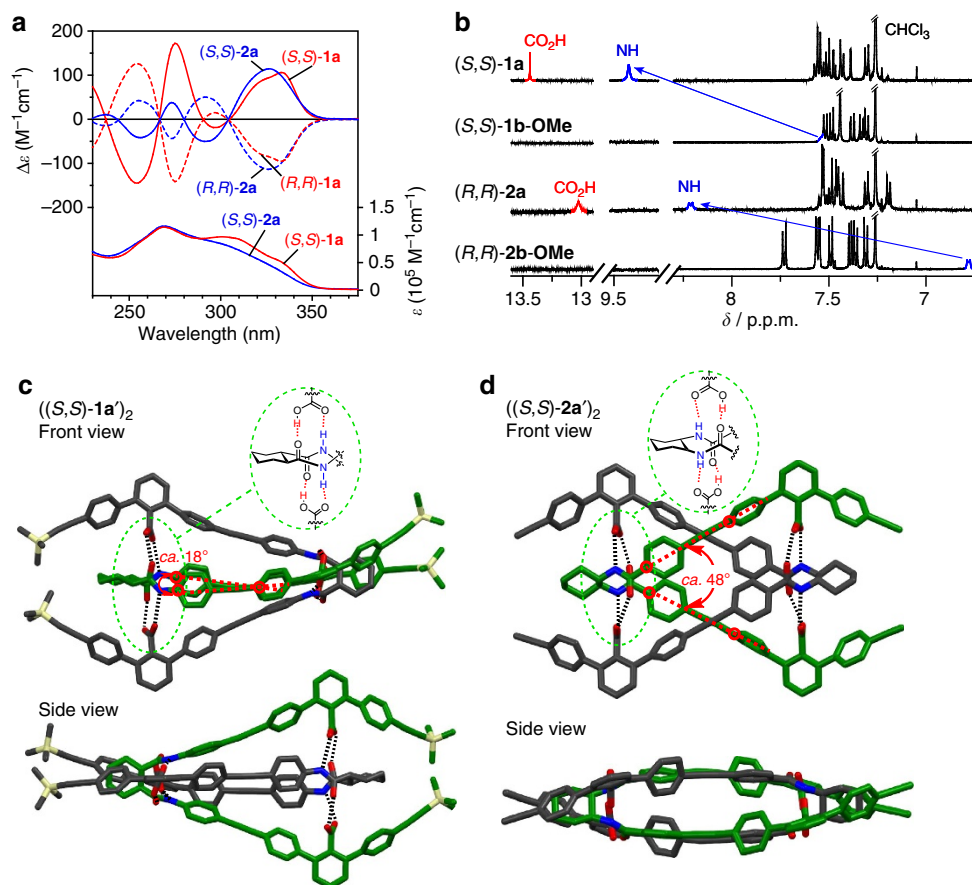 a
200
100
0
−100
−200
Δε (M⁻¹cm⁻¹)
(S,S)-2a
(S,S)-1a
(R,R)-1a
(R,R)-2a
(S,S)-2a
(S,S)-1a
1.5
1
0.5
0
ε (10⁵ M⁻¹cm⁻¹)
250 300 350
Wavelength (nm)
b
CHCl₃
CO₂H
NH
(S,S)-1a
(S,S)-1b-OMe
CO₂H
NH
(R,R)-2a
(R,R)-2b-OMe
13.5 13 9.5 8 7.5 7
δ / p.p.m.
c
((S,S)-1a′)₂
Front view
O O
H H
O N
H
N
O
H H
O O
ca. 18°
Side view
d
((S,S)-2a′)₂
Front view
O O
H
H
N O
N O
H H
O O
ca. 48°
Side view